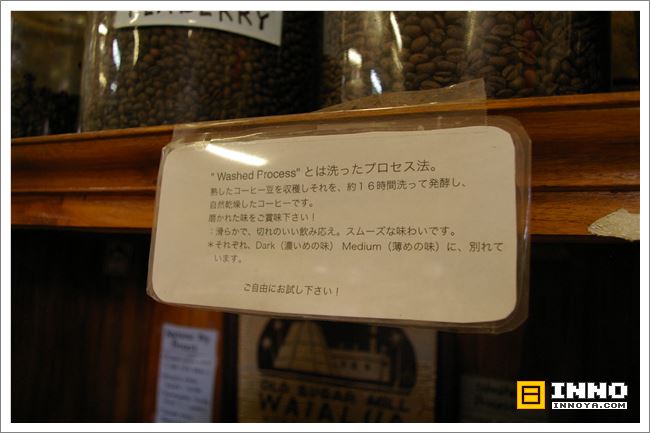 PEABERRY
" Washed Process" とは洗ったプロセス法。
熟したコーヒー豆を収穫しそれを、約１６時間洗って発酵し、
自然乾燥したコーヒーです。
磨かれた味をご賞味下さい！
：滑らかで、切れのいい飲み応え。スムーズな味わいです。
＊それぞれ、Dark（濃いめの味） Medium（薄めの味）に、別れて
います。
ご自由にお試し下さい！
OLD SUGAR MILL
WAIALUA
INNO
INNOYA.COM